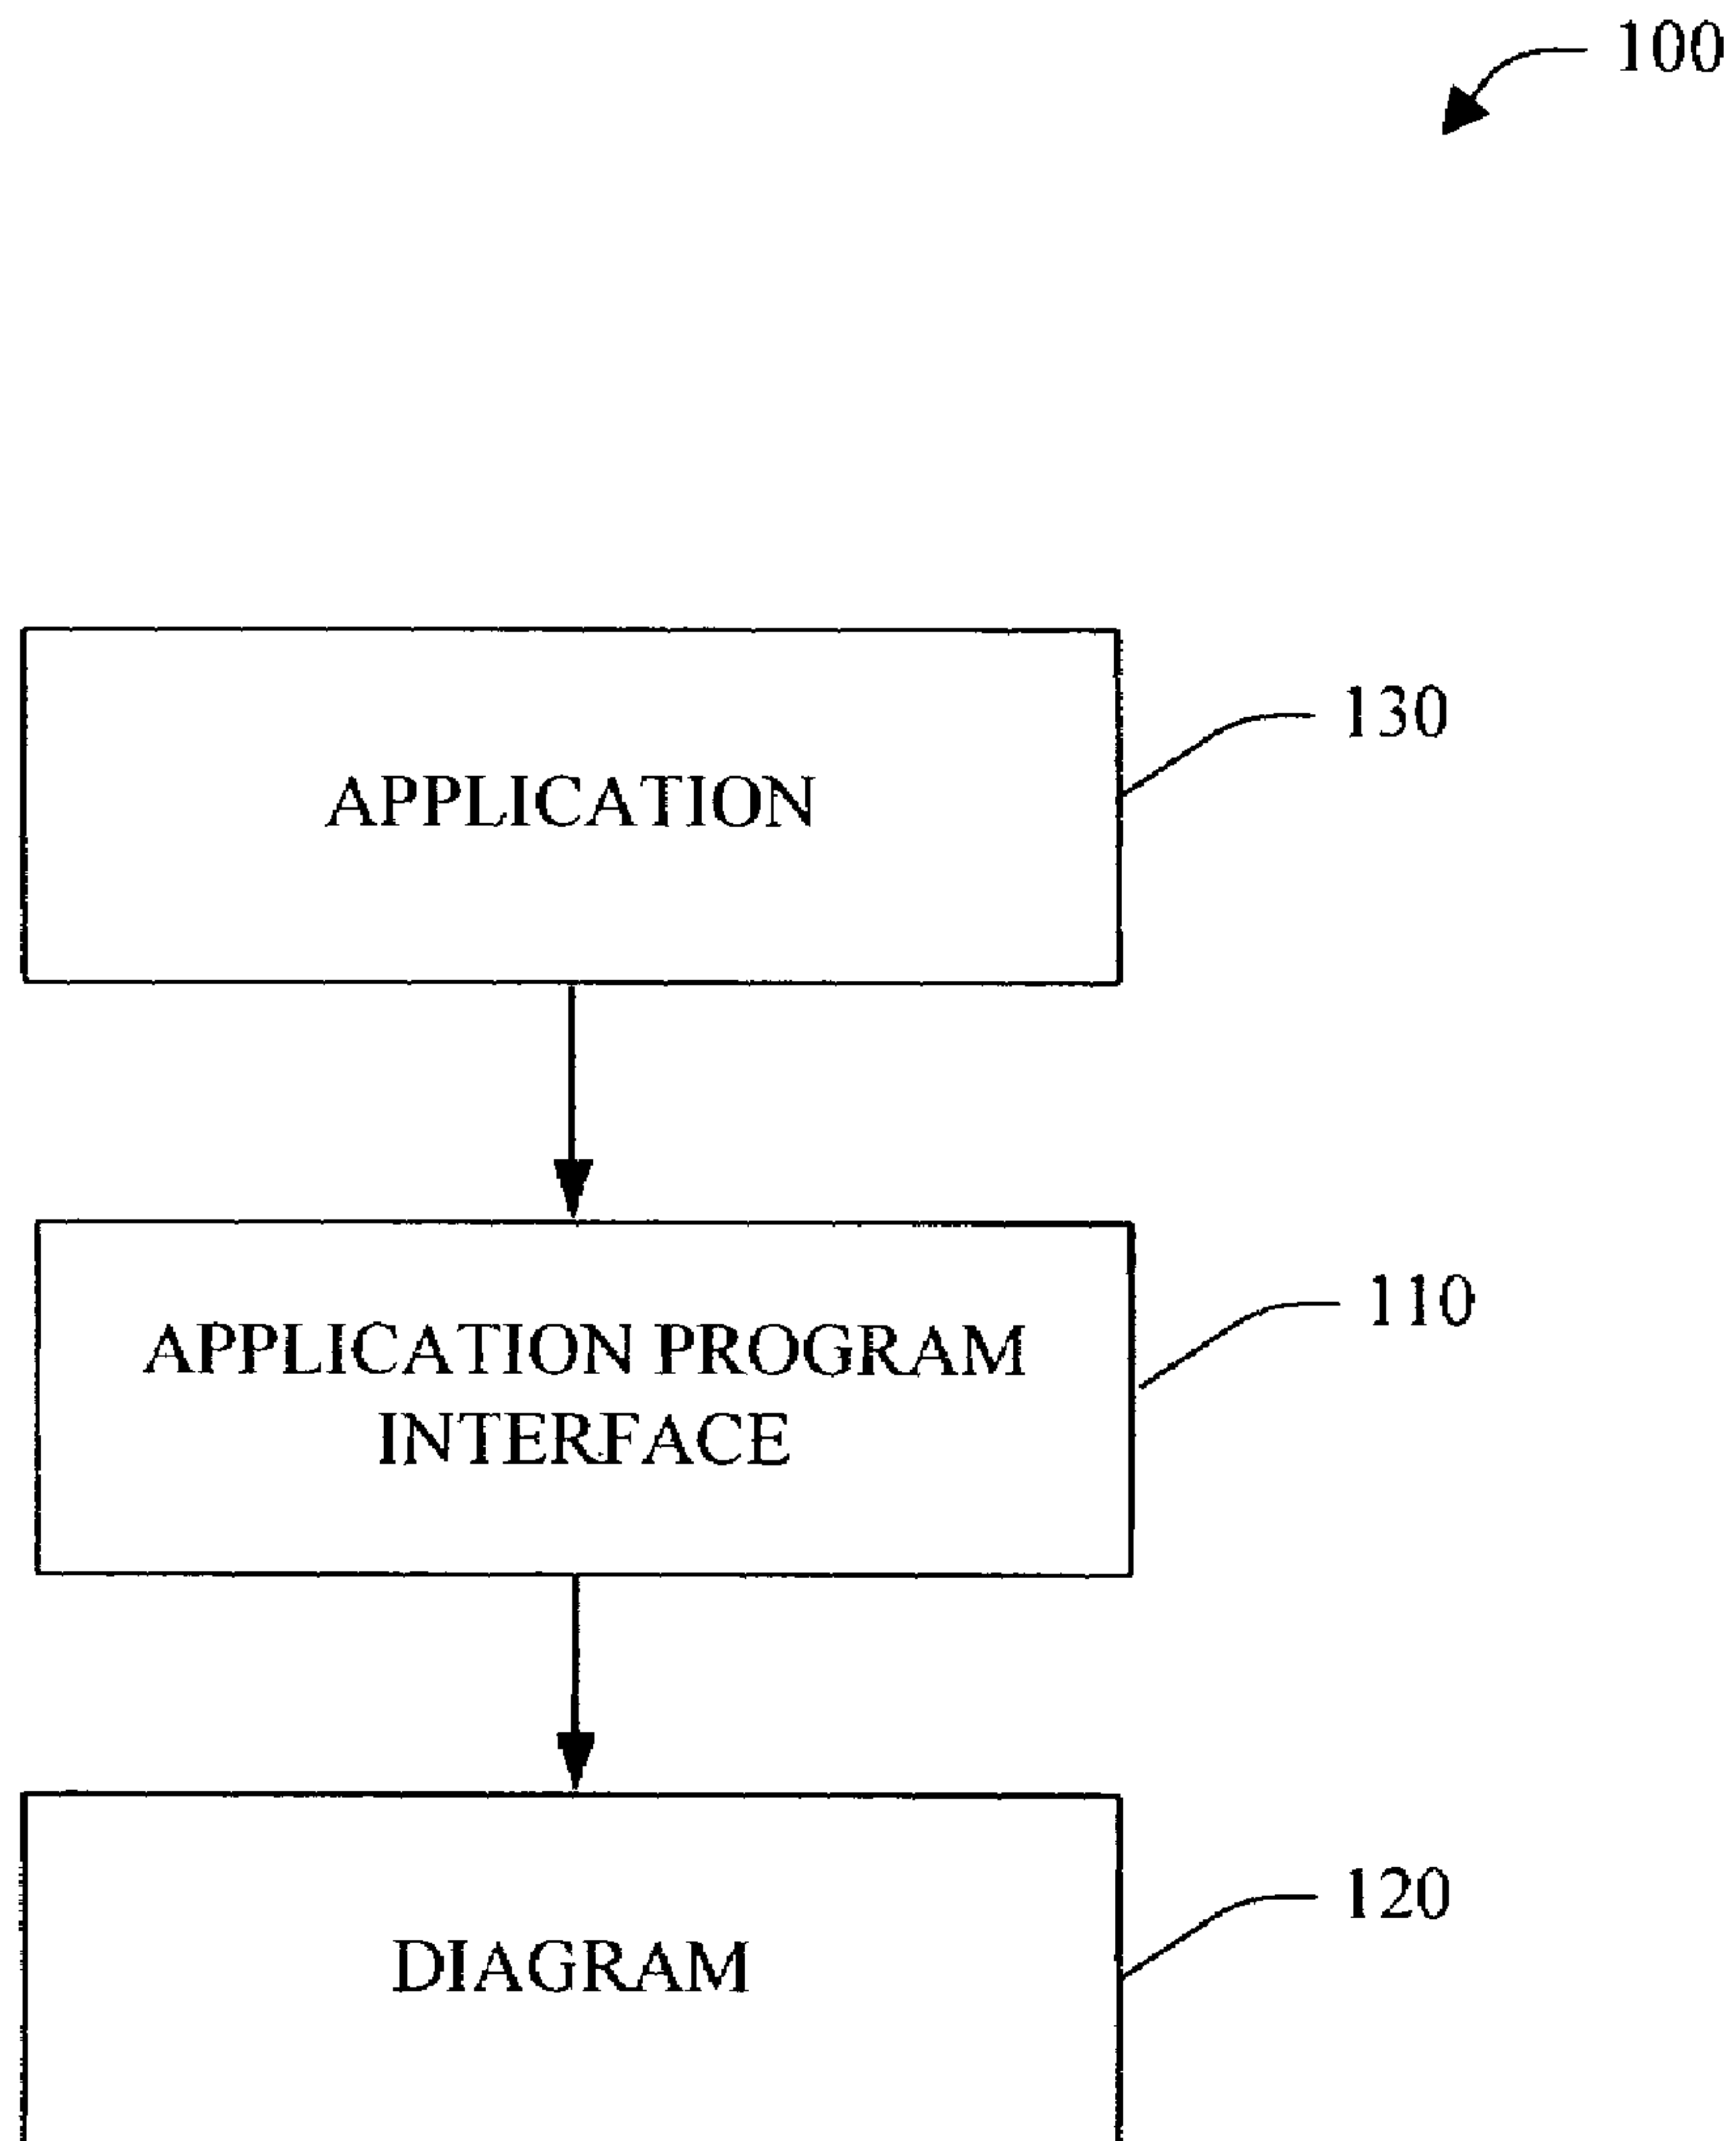 100
APPLICATION
130
APPLICATION PROGRAM
INTERFACE
110
DIAGRAM
120